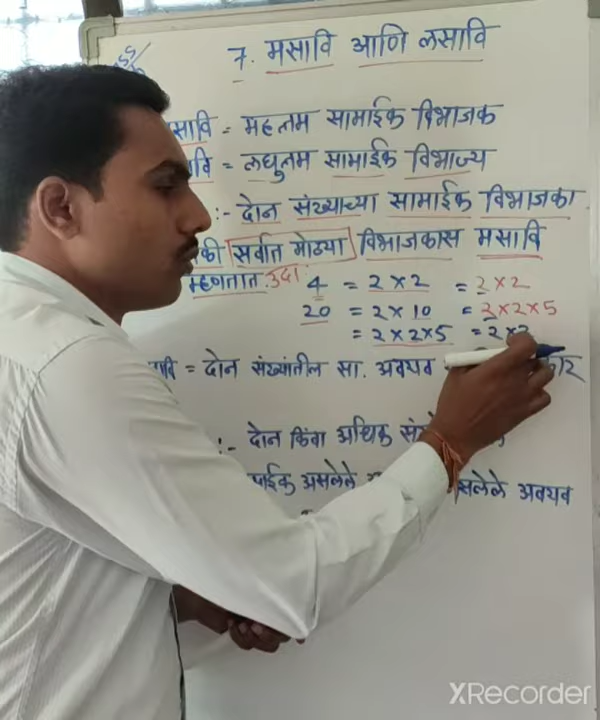 7. मसावि आणि लसावि
सावि = महत्तम सामाईक विभाजक
वि = लघुतम सामाईक विभाज्य
:- दोन संख्याच्या सामाईक विभाजका
की सर्वात मोठया विभाजकास मसावि
म्हणतात. उदा
4 = 2 × 2 = 2 × 2
20 = 2 × 10 = 2 × 2 × 5
= 2 × 2 × 5 = 2 × 2
वि = दोन संख्यांतील सा. अवयव
:- दोन किंवा अधिक
असलेले सलेले अवयव
XRecorder